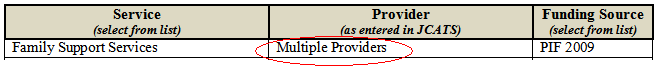 Service Provider Funding Source
(select from list) (as entered in JCATS) (select from list)
Family Support Services Multiple Providers PIF 2009